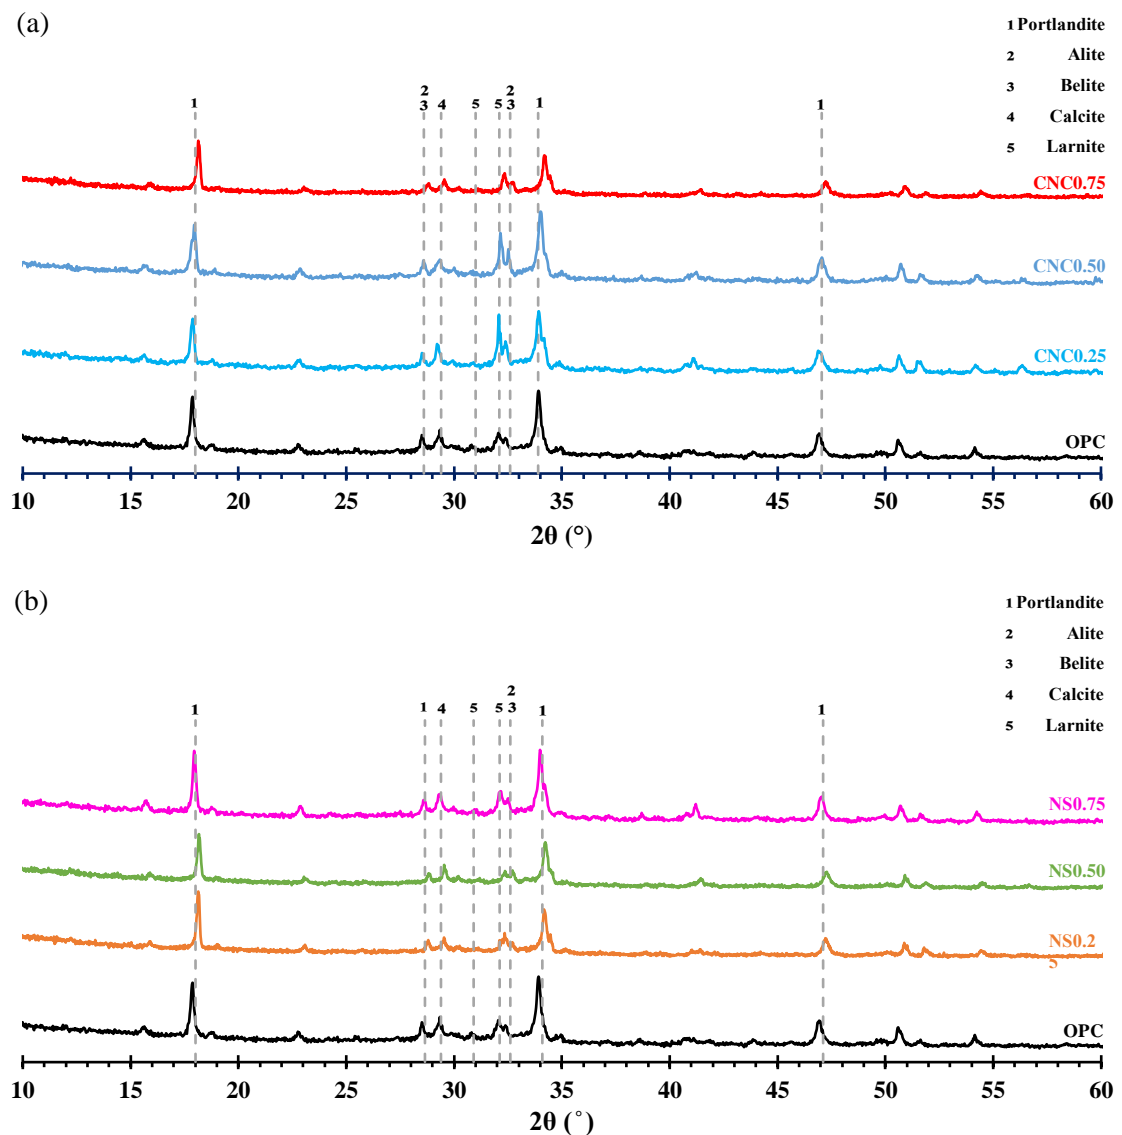 (a)
1 Portlandite
2 Alite
3 Belite
4 Calcite
5 Larnite
2 2
1 3 4 5 5 3 1 1
CNC0.75
CNC0.50
CNC0.25
OPC
10 15 20 25 30 35 40 45 50 55 60
2θ (°)
(b)
1 Portlandite
2 Alite
3 Belite
4 Calcite
5 Larnite
2
1 1 4 5 5 3 1 1
NS0.75
NS0.50
NS0.2
5
OPC
10 15 20 25 30 35 40 45 50 55 60
2θ (˚)